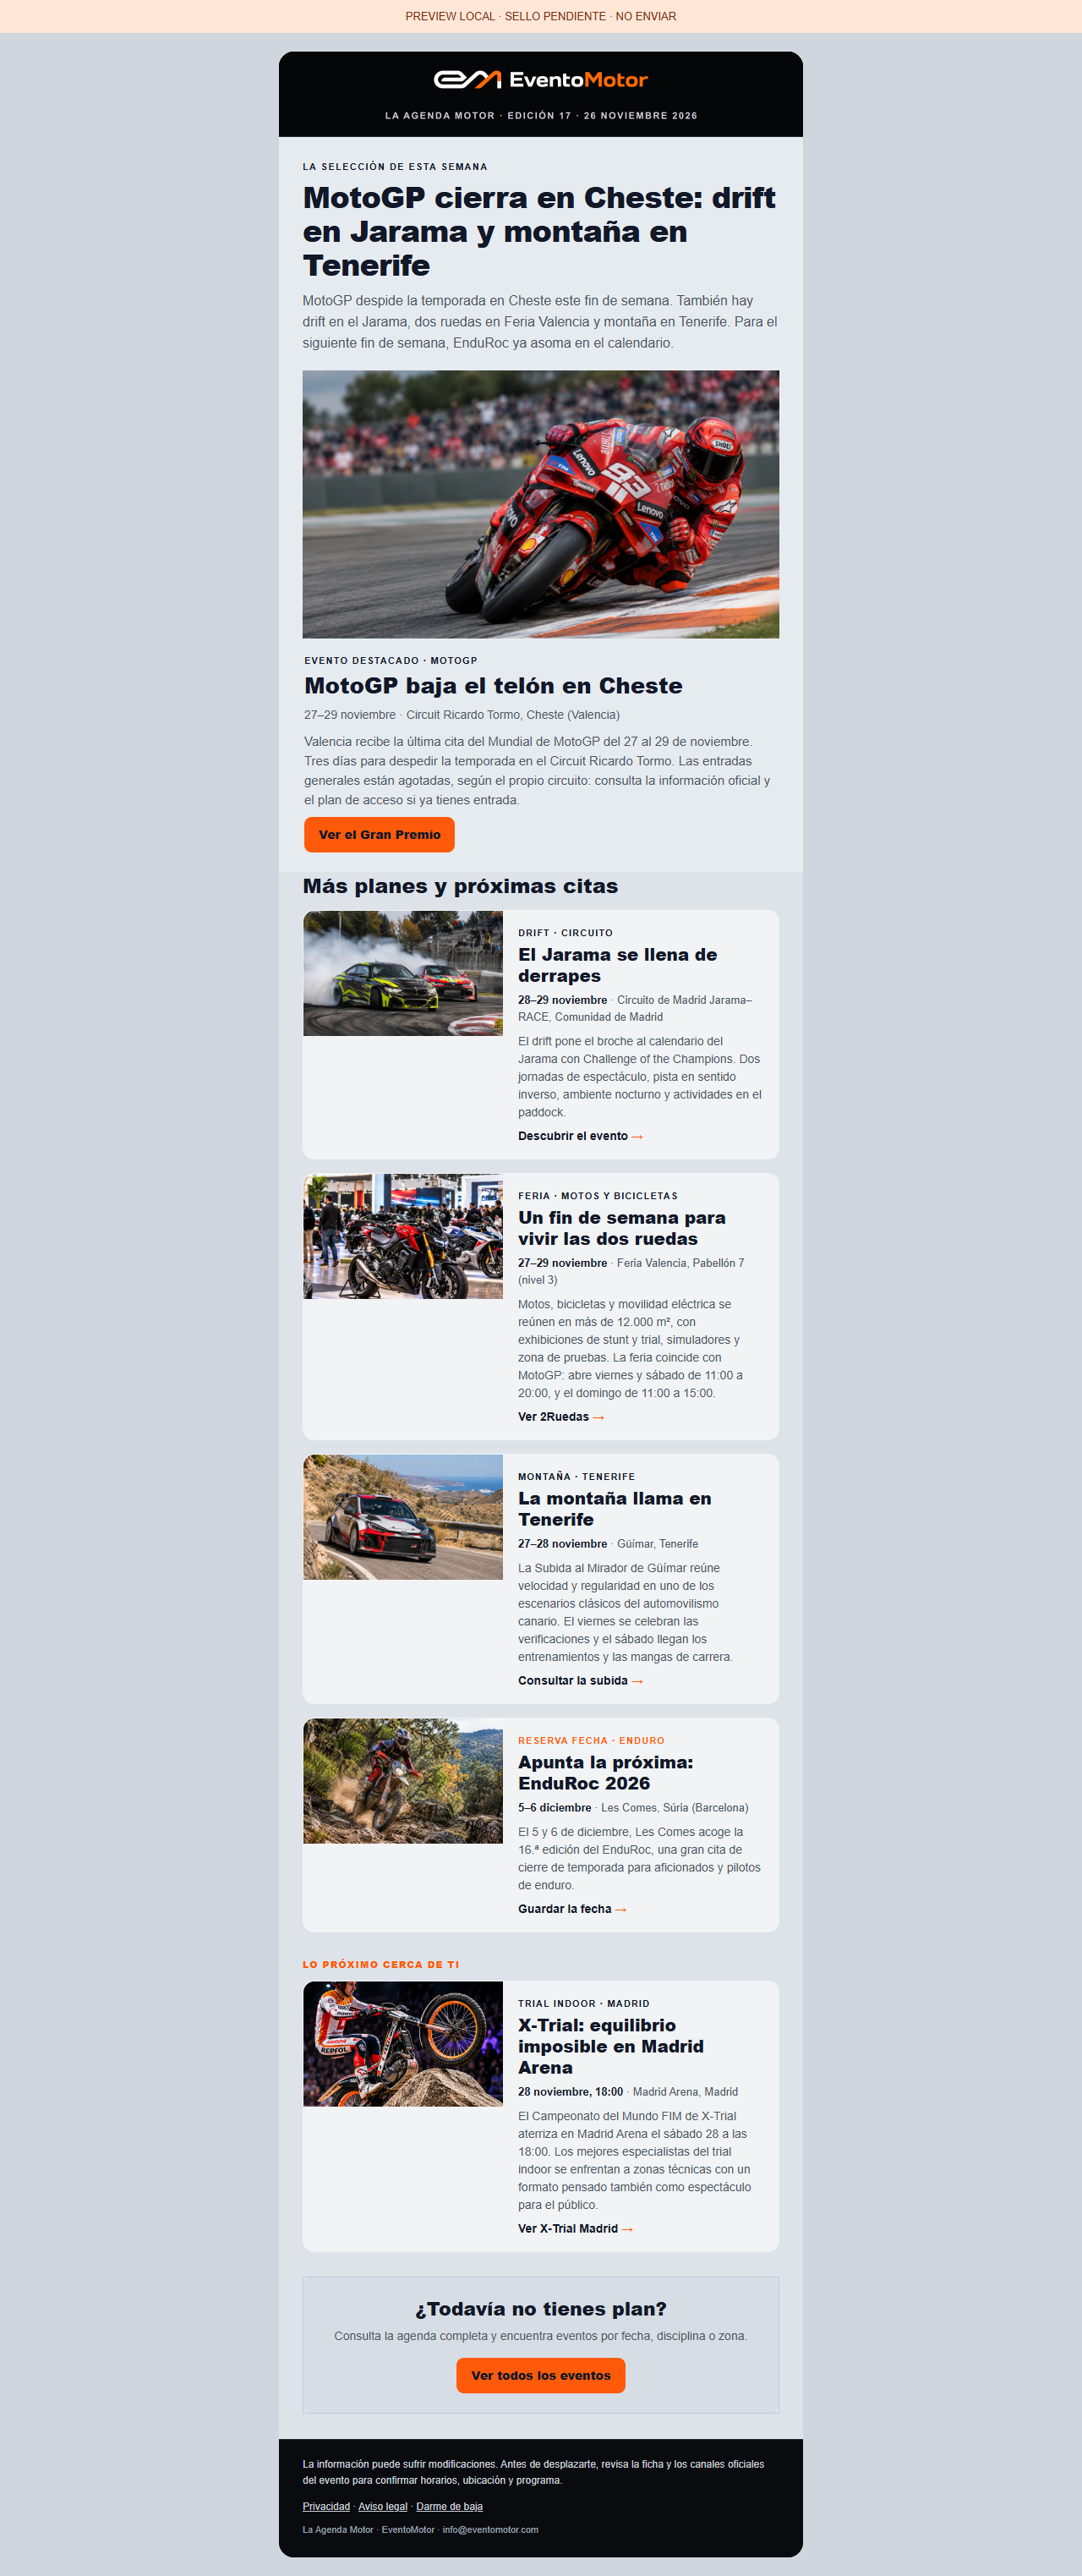 PREVIEW LOCAL · SELLO PENDIENTE · NO ENVIAR
EventoMotor
LA AGENDA MOTOR · EDICIÓN 17 · 26 NOVIEMBRE 2026
LA SELECCIÓN DE ESTA SEMANA
MotoGP cierra en Cheste: drift
en Jarama y montaña en
Tenerife
MotoGP despide la temporada en Cheste este fin de semana. También hay
drift en el Jarama, dos ruedas en Feria Valencia y montaña en Tenerife. Para el
siguiente fin de semana, EnduRoc ya asoma en el calendario.
SHOEI
93
Lenovo
Lenovo
EVENTO DESTACADO · MOTOGP
MotoGP baja el telón en Cheste
27–29 noviembre · Circuit Ricardo Tormo, Cheste (Valencia)
Valencia recibe la última cita del Mundial de MotoGP del 27 al 29 de noviembre.
Tres días para despedir la temporada en el Circuit Ricardo Tormo. Las entradas
generales están agotadas, según el propio circuito: consulta la información oficial y
el plan de acceso si ya tienes entrada.
Ver el Gran Premio
Más planes y próximas citas
DRIFT · CIRCUITO
El Jarama se llena de
derrapes
28–29 noviembre · Circuito de Madrid Jarama–
RACE, Comunidad de Madrid
El drift pone el broche al calendario del
Jarama con Challenge of the Champions. Dos
jornadas de espectáculo, pista en sentido
inverso, ambiente nocturno y actividades en el
paddock.
Descubrir el evento →
FERIA · MOTOS Y BICICLETAS
Un fin de semana para
vivir las dos ruedas
27–29 noviembre · Feria Valencia, Pabellón 7
(nivel 3)
Motos, bicicletas y movilidad eléctrica se
reúnen en más de 12.000 m², con
exhibiciones de stunt y trial, simuladores y
zona de pruebas. La feria coincide con
MotoGP: abre viernes y sábado de 11:00 a
20:00, y el domingo de 11:00 a 15:00.
Ver 2Ruedas →
MONTAÑA · TENERIFE
La montaña llama en
Tenerife
27–28 noviembre · Güímar, Tenerife
La Subida al Mirador de Güímar reúne
velocidad y regularidad en uno de los
escenarios clásicos del automovilismo
canario. El viernes se celebran las
verificaciones y el sábado llegan los
entrenamientos y las mangas de carrera.
Consultar la subida →
RESERVA FECHA · ENDURO
Apunta la próxima:
EnduRoc 2026
5–6 diciembre · Les Comes, Súria (Barcelona)
El 5 y 6 de diciembre, Les Comes acoge la
16.ª edición del EnduRoc, una gran cita de
cierre de temporada para aficionados y pilotos
de enduro.
Guardar la fecha →
LO PRÓXIMO CERCA DE TI
REPSOL
TRIAL INDOOR · MADRID
X-Trial: equilibrio
imposible en Madrid
Arena
28 noviembre, 18:00 · Madrid Arena, Madrid
El Campeonato del Mundo FIM de X-Trial
aterriza en Madrid Arena el sábado 28 a las
18:00. Los mejores especialistas del trial
indoor se enfrentan a zonas técnicas con un
formato pensado también como espectáculo
para el público.
Ver X-Trial Madrid →
¿Todavía no tienes plan?
Consulta la agenda completa y encuentra eventos por fecha, disciplina o zona.
Ver todos los eventos
La información puede sufrir modificaciones. Antes de desplazarte, revisa la ficha y los canales oficiales
del evento para confirmar horarios, ubicación y programa.
Privacidad · Aviso legal · Darme de baja
La Agenda Motor · EventoMotor · info@eventomotor.com